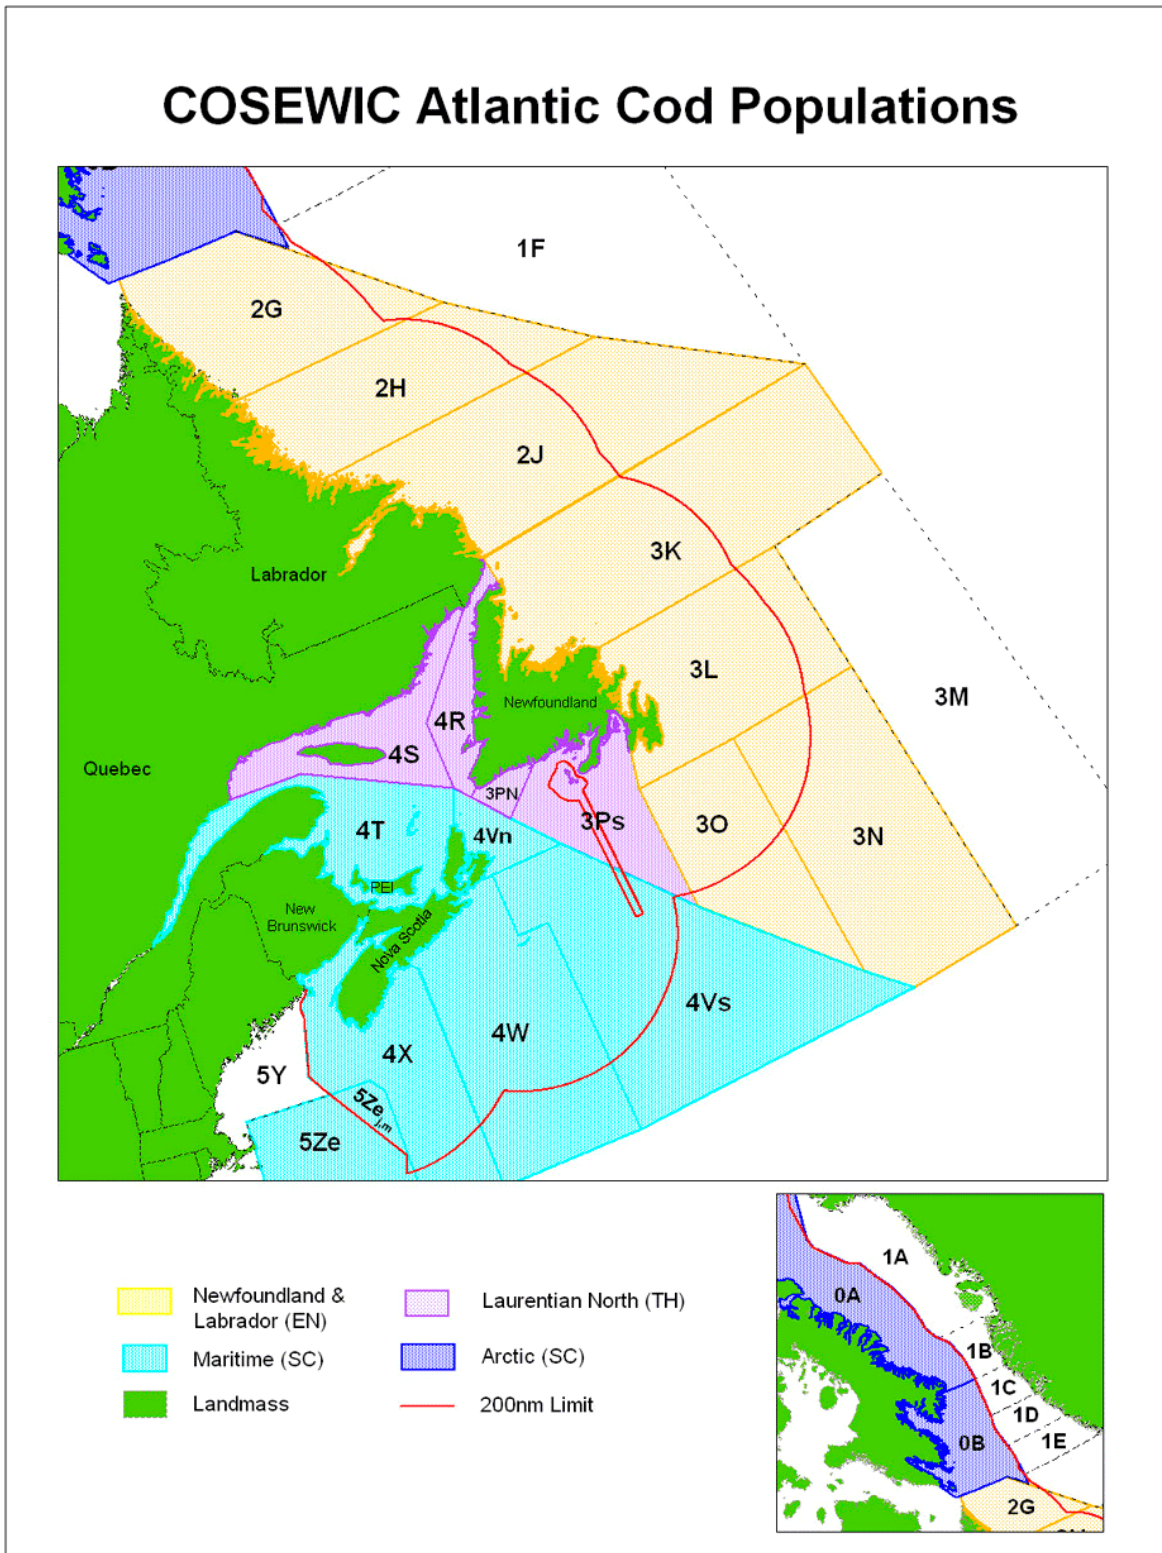 COSEWIC Atlantic Cod Populations
1F
2G
2H
2J
3K
Labrador
3L
3M
Newfoundland
4R
4S
Quebec
3PN
3Ps
3O
3N
4T
4Vn
PEI
New
Brunswick
Nova Scotia
4Vs
4W
4X
5Y
5Ze j,m
5Ze
1A
0A
1B
1C
1D
1E
0B
2G
Newfoundland &
Labrador (EN)
Laurentian North (TH)
Maritime (SC)
Arctic (SC)
Landmass
200nm Limit